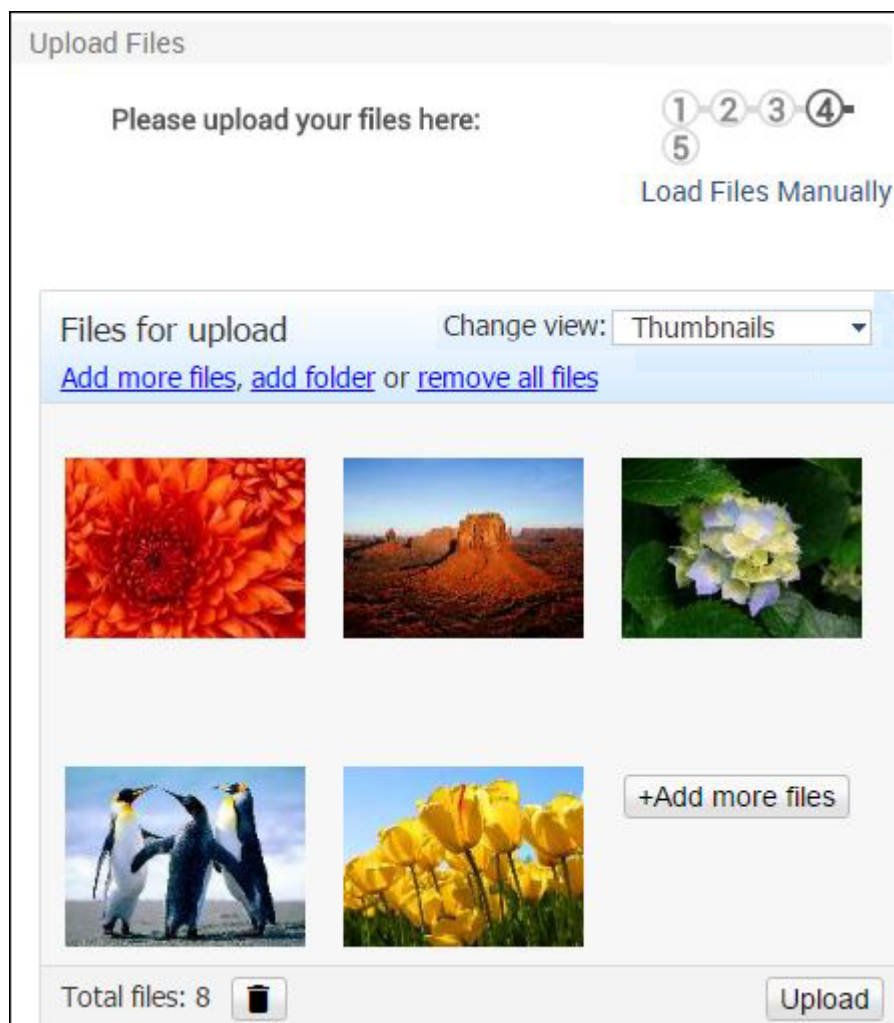 Upload Files
Please upload your files here:
1 2 3 4
5
Load Files Manually
Files for upload
Change view: Thumbnails
Add more files, add folder or remove all files
+Add more files
Total files: 8
Upload